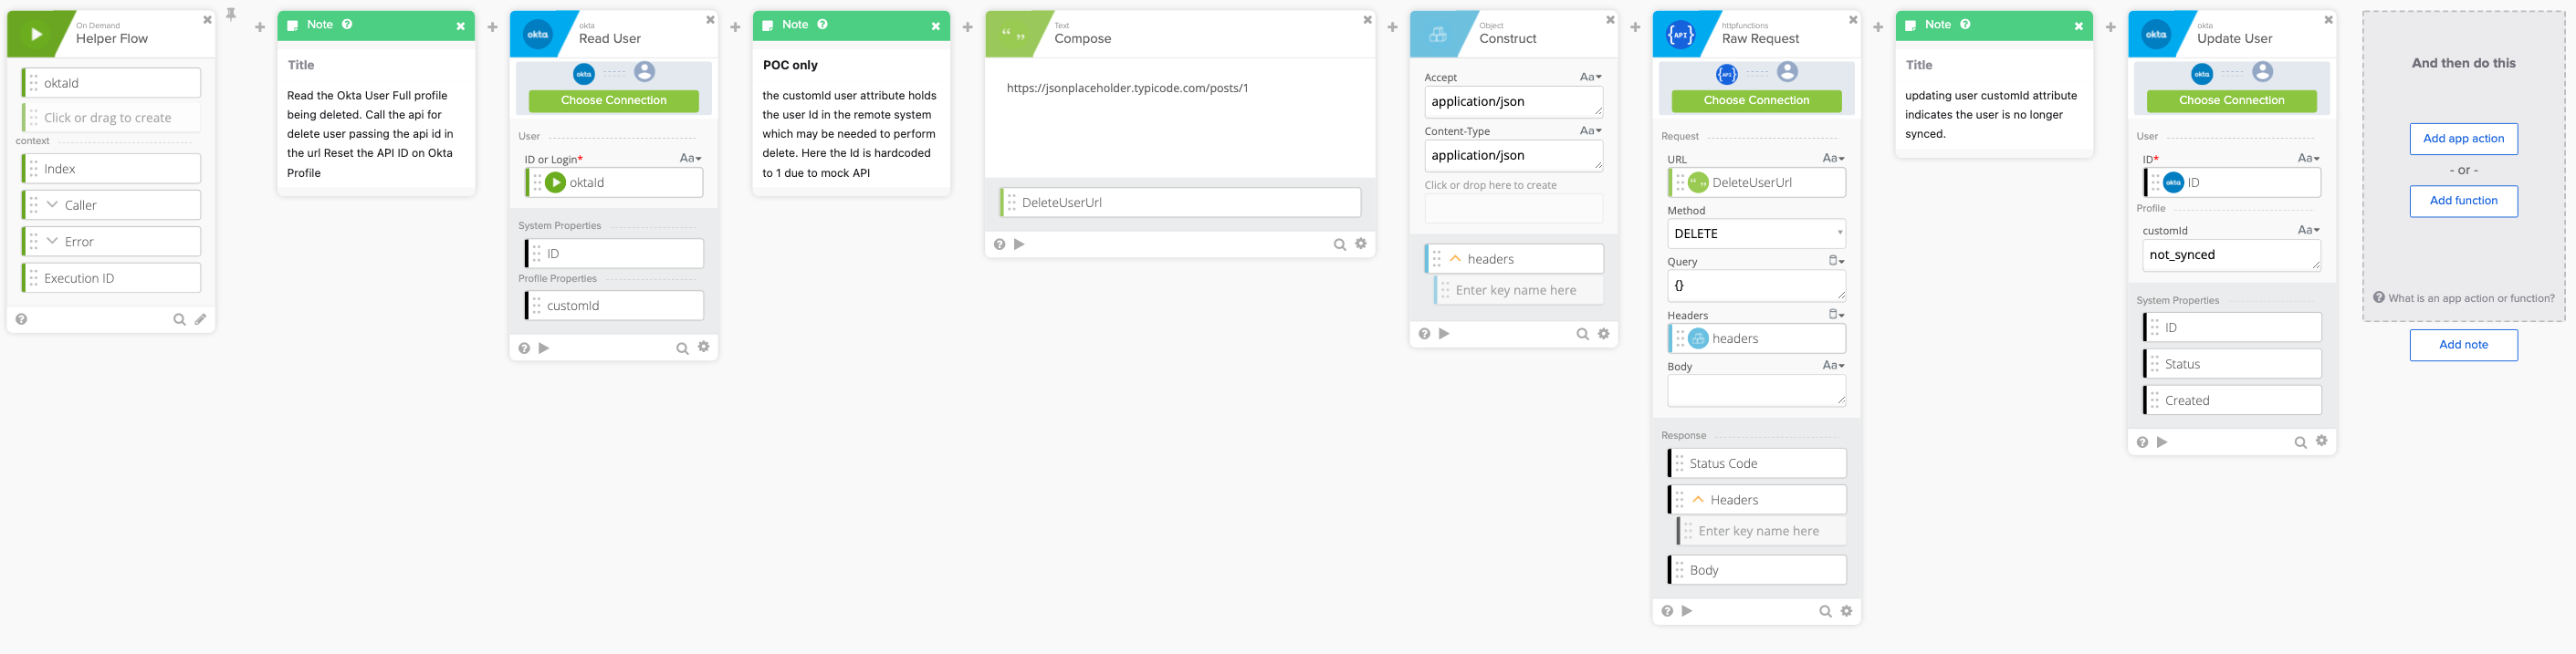 On Demand
Helper Flow
oktaId
Click or drag to create
context
Index
Caller
Error
Execution ID
Note
Title
Read the Okta User Full profile
being deleted. Call the api for
delete user passing the api id in
the url Reset the API ID on Okta
Profile
okta
okta
Read User
okta
Choose Connection
User
ID or Login*
Aa
oktaId
System Properties
ID
Profile Properties
customId
Note
POC only
the customId user attribute holds
the user Id in the remote system
which may be needed to perform
delete. Here the Id is hardcoded
to 1 due to mock API
Text
Compose
https://jsonplaceholder.typicode.com/posts/1
DeleteUserUrl
Object
Construct
Accept
Aa
application/json
Content-Type
Aa
application/json
Click or drop here to create
headers
Enter key name here
{API}
httpfunctions
Raw Request
{API}
Choose Connection
Request
URL
Aa
DeleteUserUrl
Method
DELETE
Query
{}
Headers
headers
Body
Aa
Response
Status Code
Headers
Enter key name here
Body
Note
Title
updating user customId attribute
indicates the user is no longer
synced.
okta
okta
Update User
okta
Choose Connection
User
ID*
Aa
okta
ID
Profile
customId
Aa
not_synced
System Properties
ID
Status
Created
And then do this
Add app action
- or -
Add function
What is an app action or function?
Add note